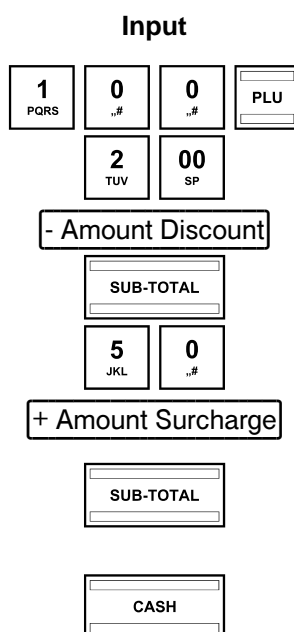 Input
1 0 0 PLU
PQRS „# „#
2 00
TUV SP
- Amount Discount
SUB-TOTAL
5 0
JKL „#
+ Amount Surcharge
SUB-TOTAL
CASH